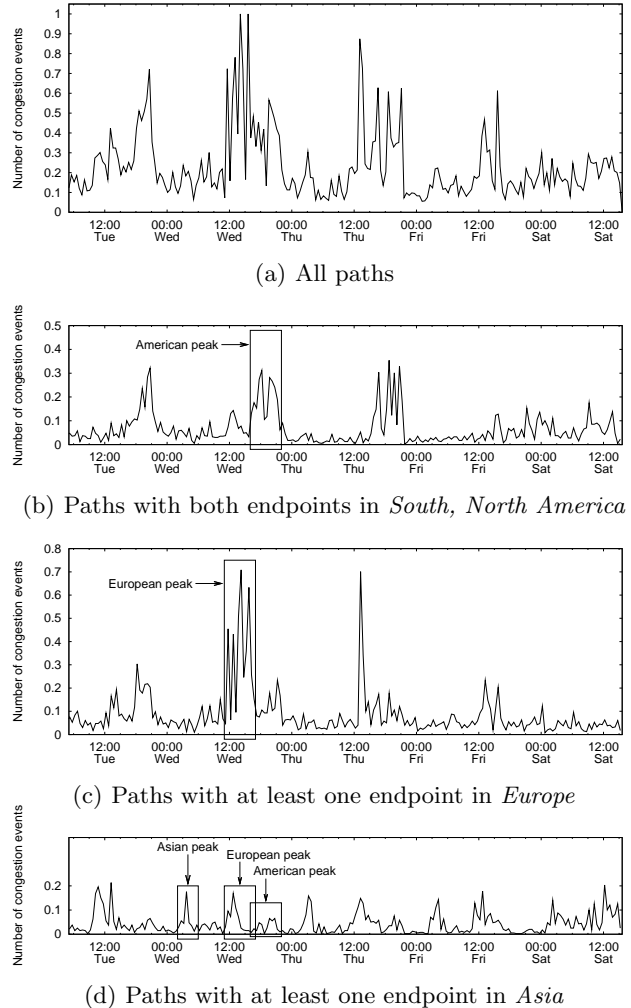 Number of congestion events
1
0.9
0.8
0.7
0.6
0.5
0.4
0.3
0.2
0.1
0
12:00 00:00 12:00 00:00 12:00 00:00 12:00 00:00 12:00
Tue Wed Wed Thu Thu Fri Fri Sat Sat
(a) All paths
Number of congestion events
0.5
0.4
0.3
0.2
0.1
0
American peak
12:00 00:00 12:00 00:00 12:00 00:00 12:00 00:00 12:00
Tue Wed Wed Thu Thu Fri Fri Sat Sat
(b) Paths with both endpoints in South, North America
Number of congestion events
0.8
0.7
0.6
0.5
0.4
0.3
0.2
0.1
0
European peak
12:00 00:00 12:00 00:00 12:00 00:00 12:00 00:00 12:00
Tue Wed Wed Thu Thu Fri Fri Sat Sat
(c) Paths with at least one endpoint in Europe
Number of congestion events
0.2
0.1
0
Asian peak
European peak
American peak
12:00 00:00 12:00 00:00 12:00 00:00 12:00 00:00 12:00
Tue Wed Wed Thu Thu Fri Fri Sat Sat
(d) Paths with at least one endpoint in Asia